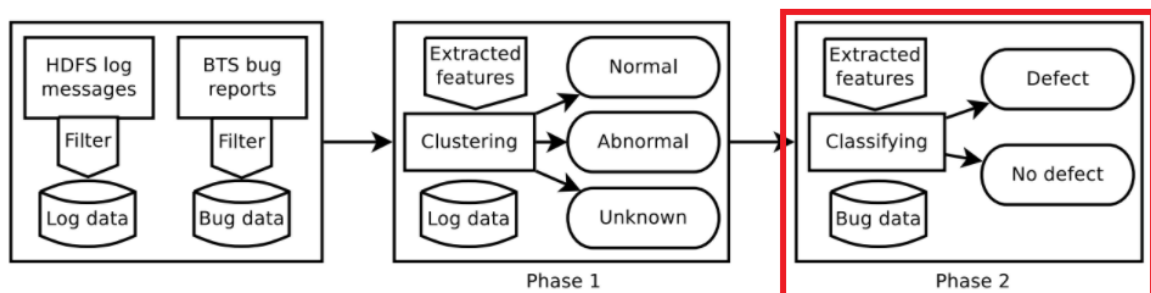 HDFS log
messages
BTS bug
reports
Filter
Filter
Log data
Bug data
Extracted
features
Clustering
Log data
Normal
Abnormal
Unknown
Phase 1
Extracted
features
Classifying
Bug data
Defect
No defect
Phase 2